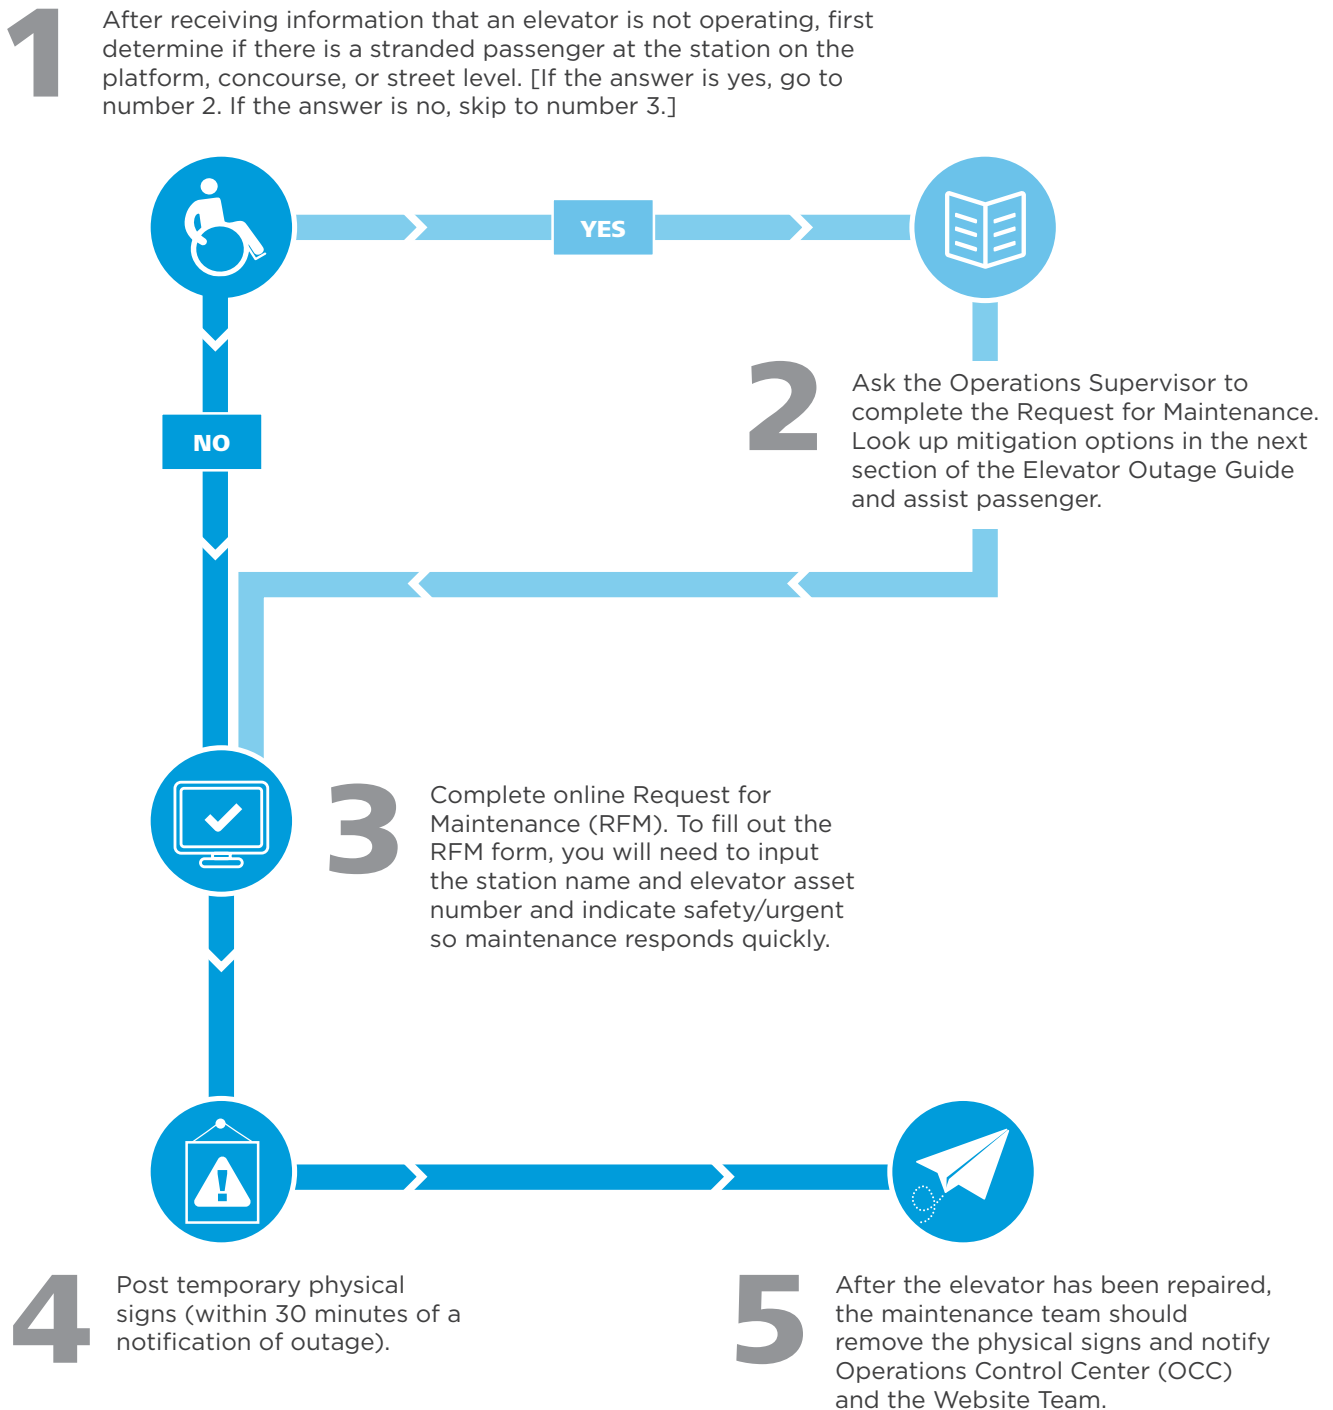 1
After receiving information that an elevator is not operating, first
determine if there is a stranded passenger at the station on the
platform, concourse, or street level. [If the answer is yes, go to
number 2. If the answer is no, skip to number 3.]
YES
NO
2
Ask the Operations Supervisor to
complete the Request for Maintenance.
Look up mitigation options in the next
section of the Elevator Outage Guide
and assist passenger.
3
Complete online Request for
Maintenance (RFM). To fill out the
RFM form, you will need to input
the station name and elevator asset
number and indicate safety/urgent
so maintenance responds quickly.
4
Post temporary physical
signs (within 30 minutes of a
notification of outage).
5
After the elevator has been repaired,
the maintenance team should
remove the physical signs and notify
Operations Control Center (OCC)
and the Website Team.